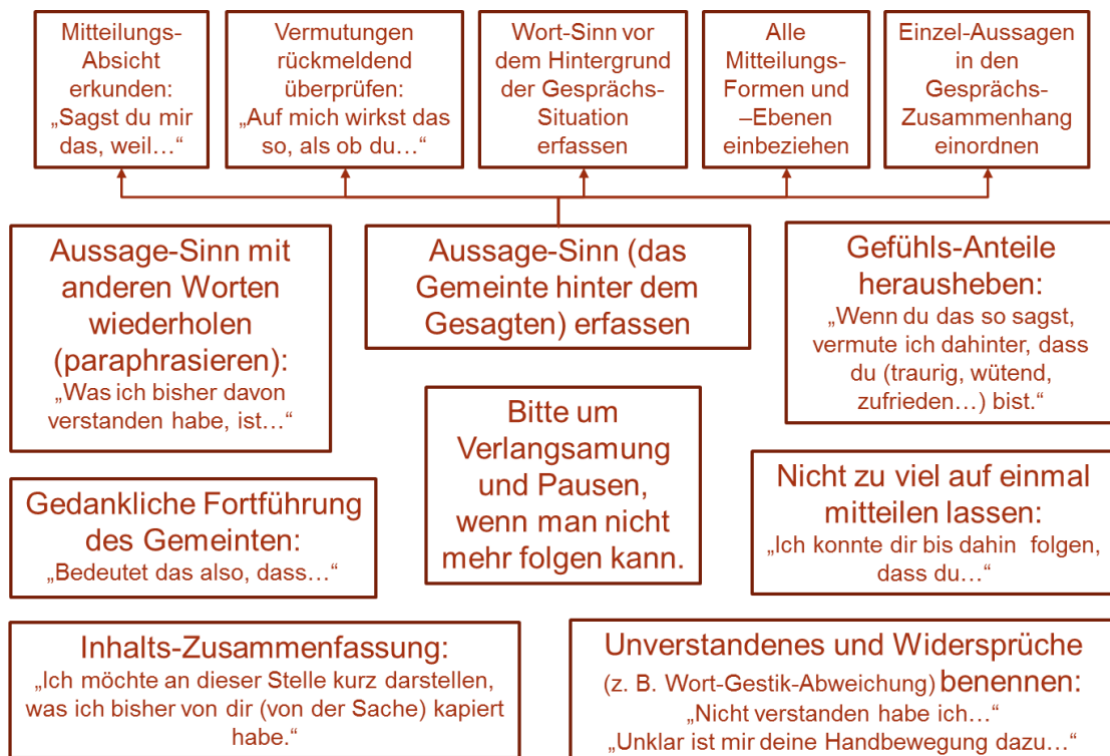 Mitteilungs-
Absicht
erkunden:
„Sagst du mir
das, weil…“
Vermutungen
rückmeldend
überprüfen:
„Auf mich wirkst das
so, als ob du…“
Wort-Sinn vor
dem Hintergrund
der Gesprächs-
Situation
erfassen
Alle
Mitteilungs-
Formen und
–Ebenen
einbeziehen
Einzel-Aussagen
in den
Gesprächs-
Zusammenhang
einordnen
Aussage-Sinn mit
anderen Worten
wiederholen
(paraphrasieren):
„Was ich bisher davon
verstanden habe, ist…“
Aussage-Sinn (das
Gemeinte hinter dem
Gesagten) erfassen
Gefühls-Anteile
herausheben:
„Wenn du das so sagst,
vermute ich dahinter, dass
du (traurig, wütend,
zufrieden…) bist.“
Bitte um
Verlangsamung
und Pausen,
wenn man nicht
mehr folgen kann.
Gedankliche Fortführung
des Gemeinten:
„Bedeutet das also, dass…“
Nicht zu viel auf einmal
mitteilen lassen:
„Ich konnte dir bis dahin folgen,
dass du…“
Inhalts-Zusammenfassung:
„Ich möchte an dieser Stelle kurz darstellen,
was ich bisher von dir (von der Sache) kapiert
habe.“
Unverstandenes und Widersprüche
(z. B. Wort-Gestik-Abweichung) benennen:
„Nicht verstanden habe ich…“
„Unklar ist mir deine Handbewegung dazu…“